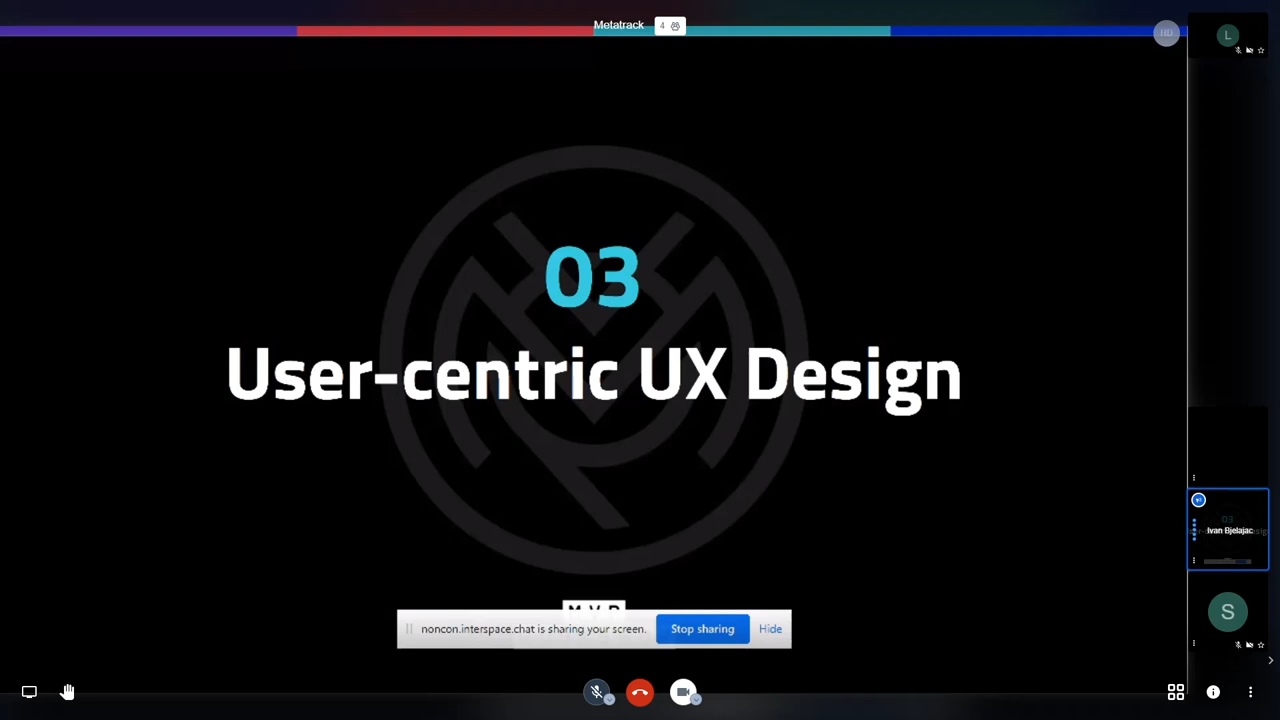 Metatrack 4
HD
L
03
User-centric UX Design
noncon.interspace.chat is sharing your screen. Stop sharing Hide
Ivan Bjelajac
S